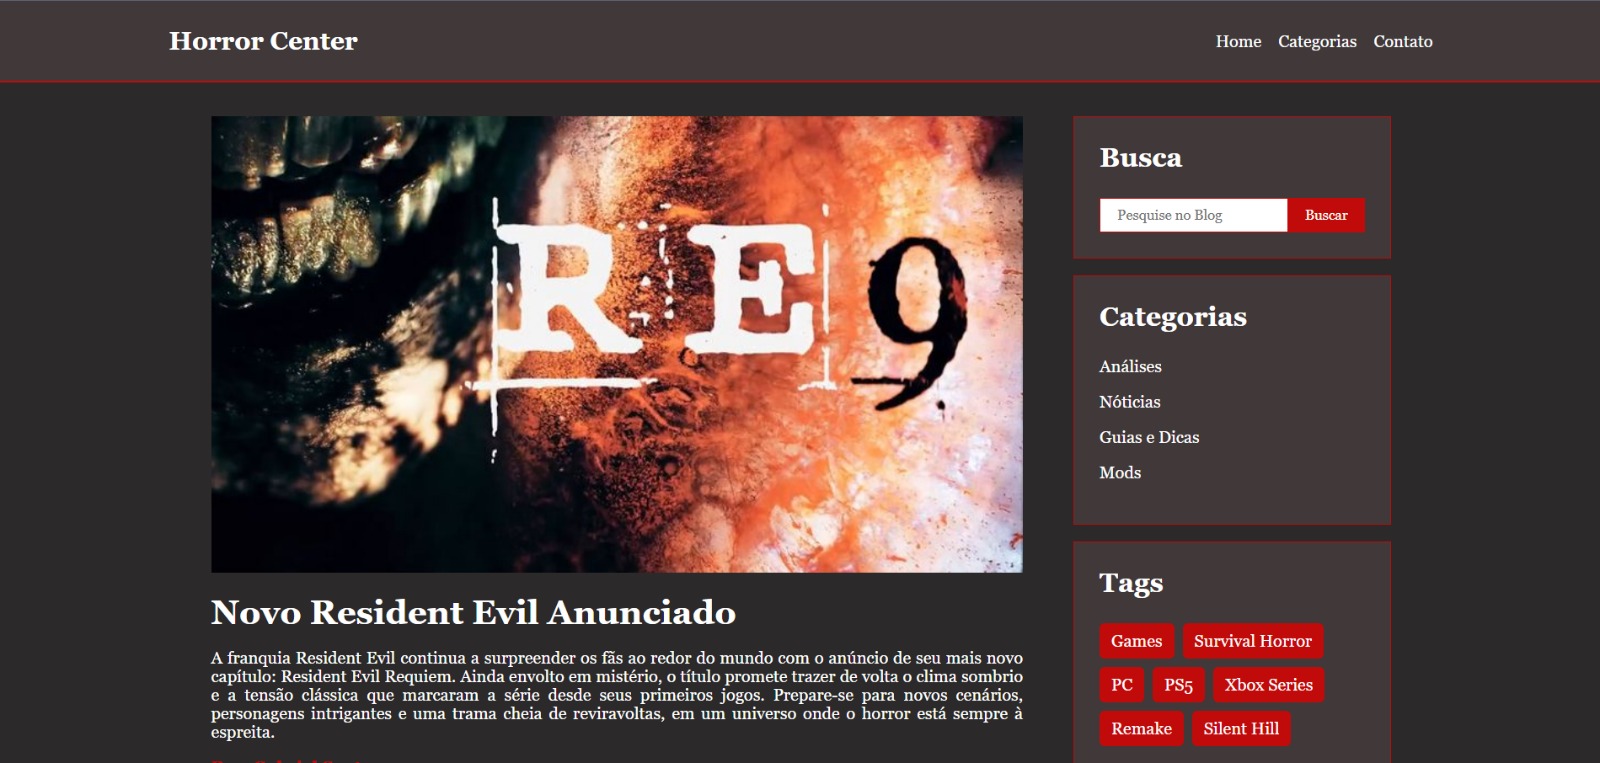 Horror Center
Home Categorias Contato
RE9
Novo Resident Evil Anunciado
A franquia Resident Evil continua a surpreender os fãs ao redor do mundo com o anúncio de seu mais novo
capítulo: Resident Evil Requiem. Ainda envolto em mistério, o título promete trazer de volta o clima sombrio
e a tensão clássica que marcaram a série desde seus primeiros jogos. Prepare-se para novos cenários,
personagens intrigantes e uma trama cheia de reviravoltas, em um universo onde o horror está sempre à
espreita.
Busca
Pesquise no Blog Buscar
Categorias
Análises
Nóticias
Guias e Dicas
Mods
Tags
Games Survival Horror
PC PS5 Xbox Series
Remake Silent Hill